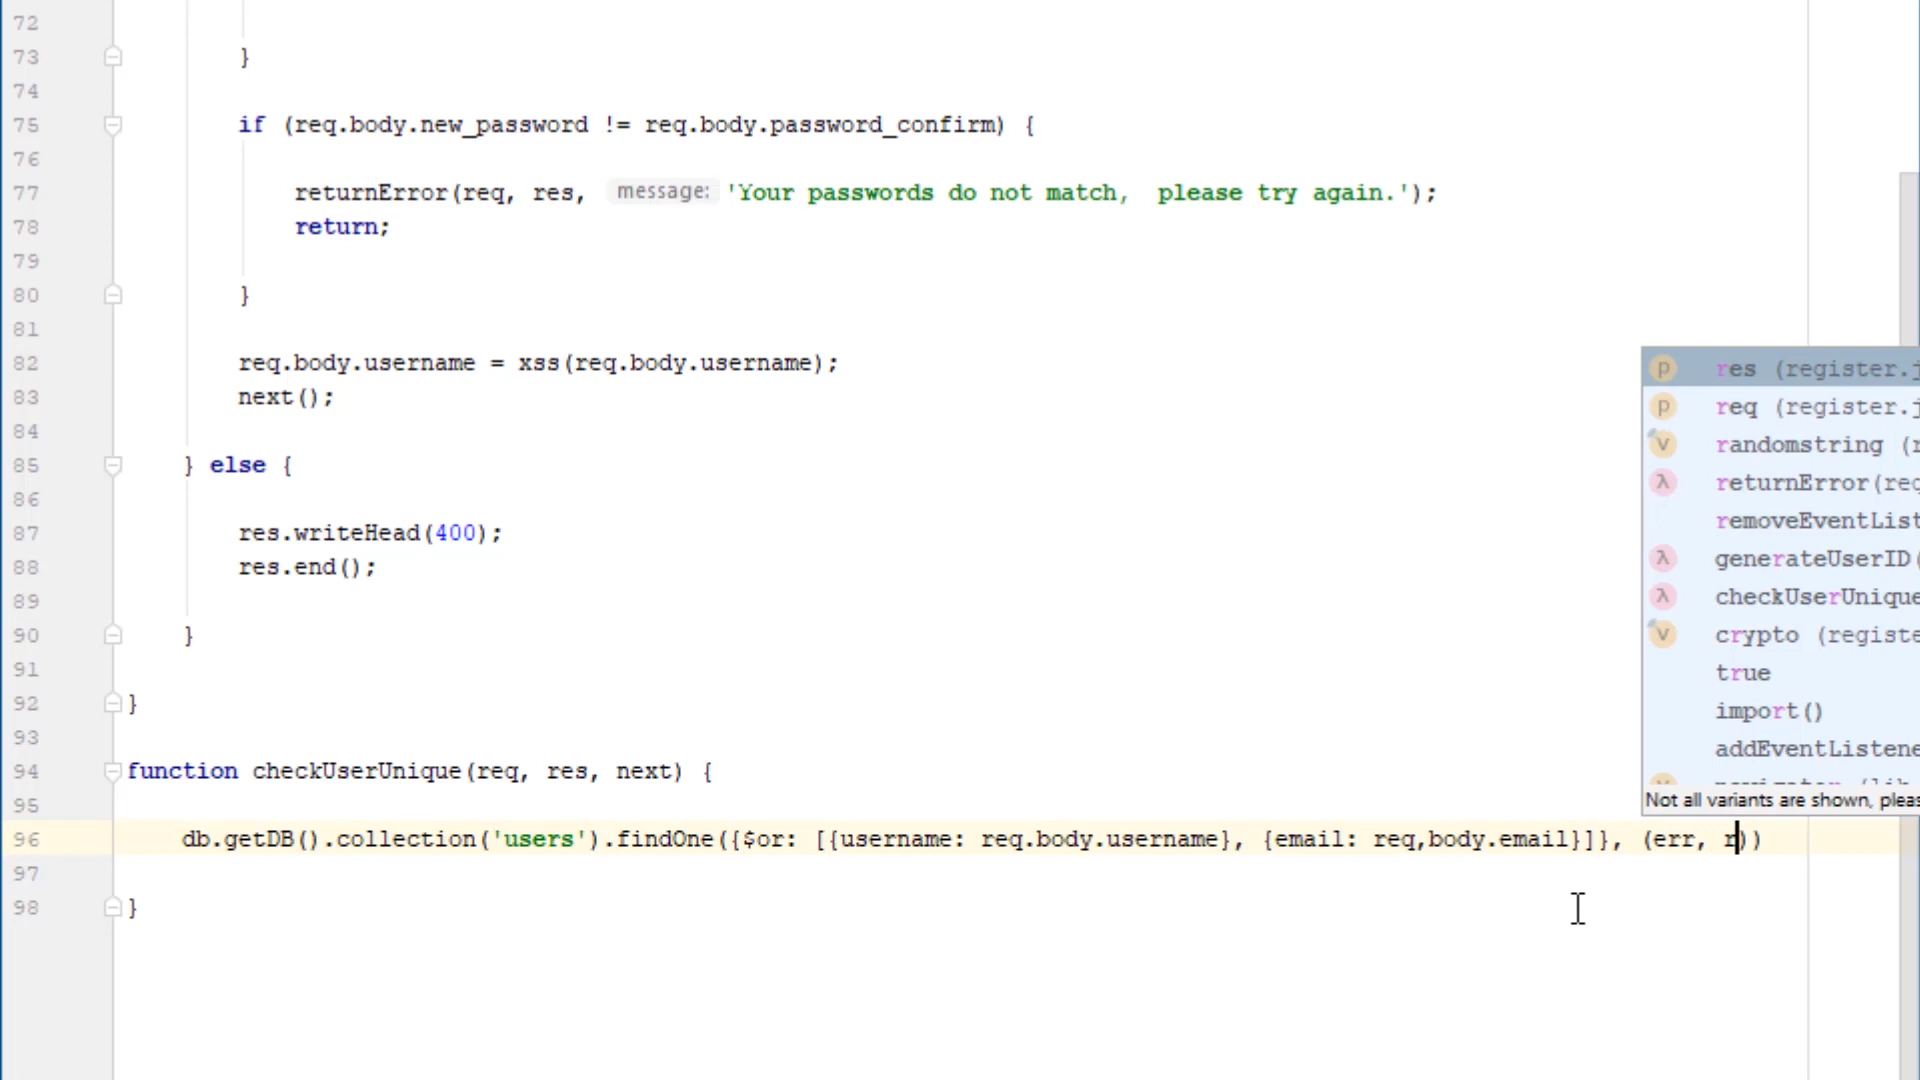 72
73 }
74
75 if (req.body.new_password != req.body.password_confirm) {
76
77 returnError(req, res, message: 'Your passwords do not match,  please try again.');
78 return;
79
80 }
81
82 req.body.username = xss(req.body.username);
83 next();
84
85 } else {
86
87 res.writeHead(400);
88 res.end();
89
90 }
91
92 }
93
94 function checkUserUnique(req, res, next) {
95
96 db.getDB().collection('users').findOne({$or: [{username: req.body.username}, {email: req,body.email}]}, (err, r))
97
98 }
p res (register.j
p req (register.j
v randomstring (r
λ returnError(req
removeEventList
λ generateUserID(
λ checkUserUnique
v crypto (registe
true
import()
addEventListene
Not all variants are shown, pleas